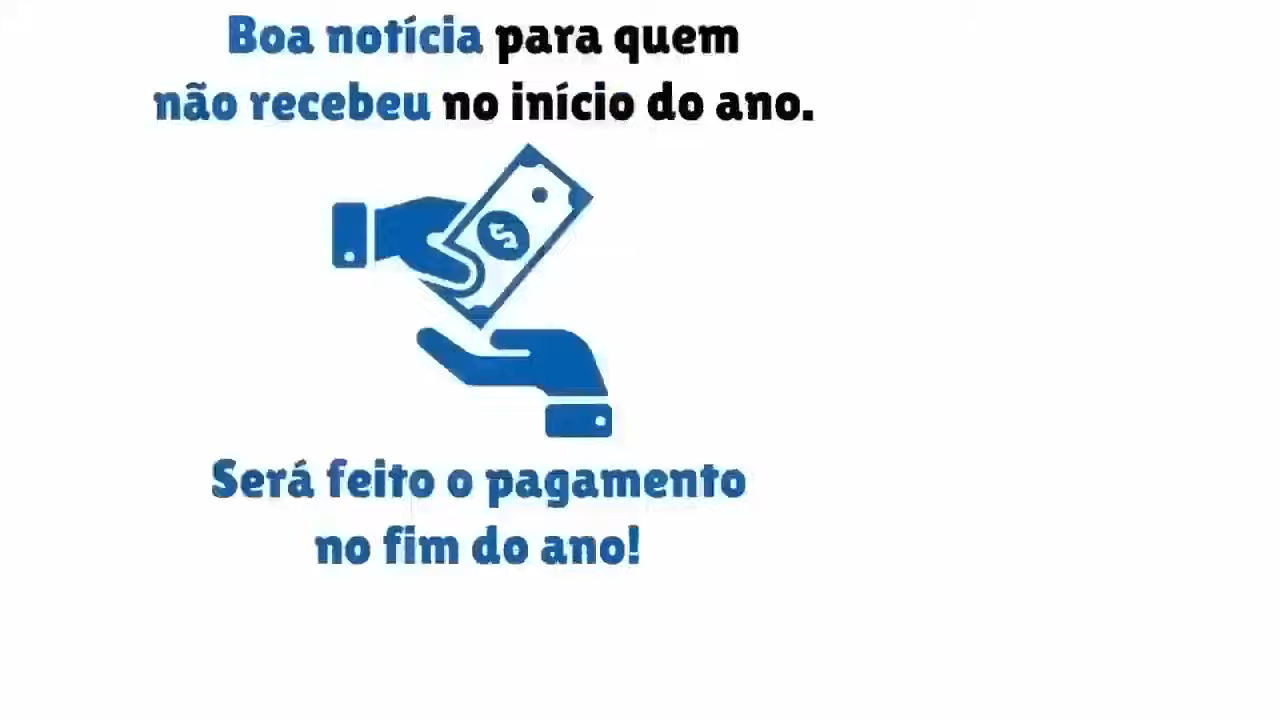 Boa notícia para quem
não recebeu no início do ano.
$
Será feito o pagamento
no fim do ano!